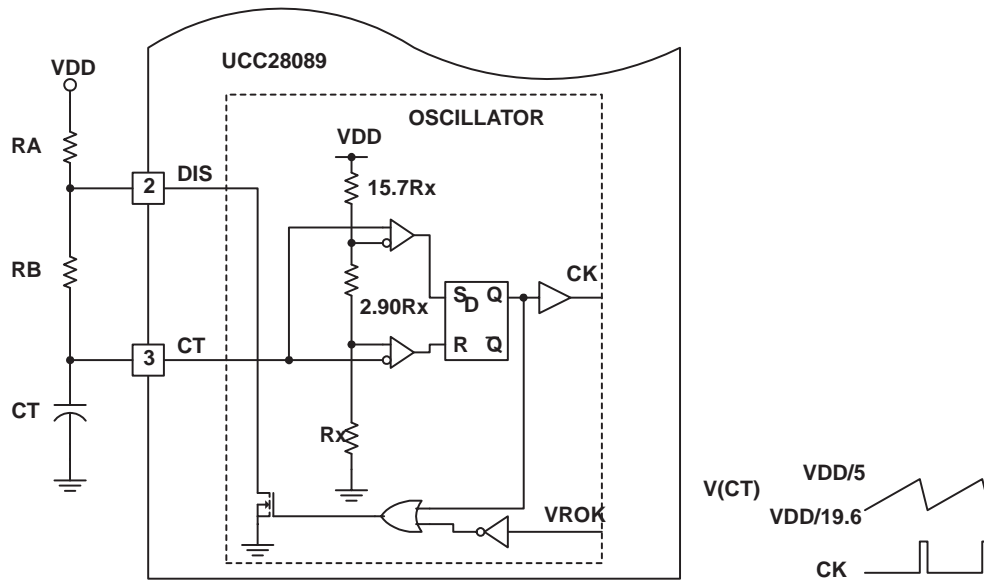 UCC28089
VDD
OSCILLATOR
VDD
RA
2 DIS
15.7Rx
RB
CK
S
D
Q
2.90Rx
R Q̅
3 CT
CT
Rx
VROK
V(CT)
VDD/5
VDD/19.6
CK